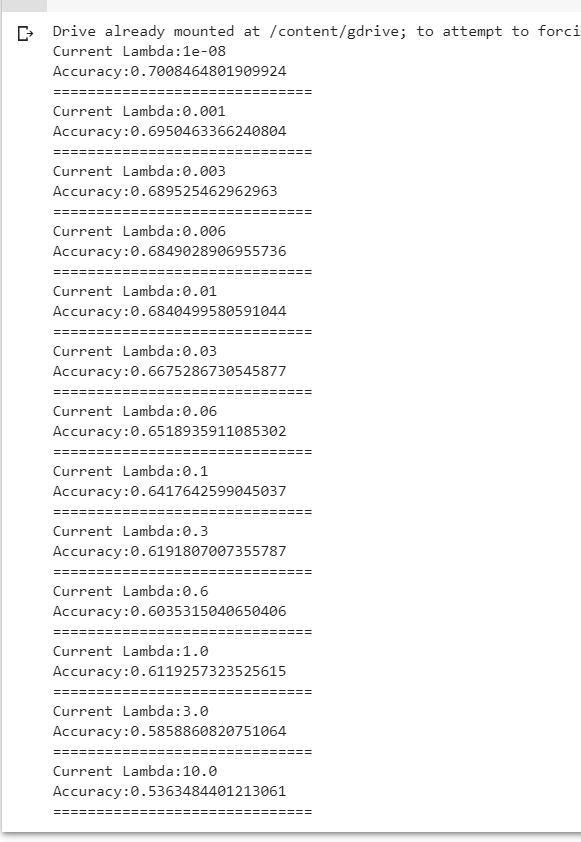 Drive already mounted at /content/gdrive; to attempt to forci
Current Lambda:1e-08
Accuracy:0.7008464801909924
==============================
Current Lambda:0.001
Accuracy:0.6950463366240804
==============================
Current Lambda:0.003
Accuracy:0.689525462962963
==============================
Current Lambda:0.006
Accuracy:0.6849028906955736
==============================
Current Lambda:0.01
Accuracy:0.6840499580591044
==============================
Current Lambda:0.03
Accuracy:0.6675286730545877
==============================
Current Lambda:0.06
Accuracy:0.6518935911085302
==============================
Current Lambda:0.1
Accuracy:0.6417642599045037
==============================
Current Lambda:0.3
Accuracy:0.6191807007355787
==============================
Current Lambda:0.6
Accuracy:0.6035315040650406
==============================
Current Lambda:1.0
Accuracy:0.6119257323525615
==============================
Current Lambda:3.0
Accuracy:0.5858860820751064
==============================
Current Lambda:10.0
Accuracy:0.5363484401213061
==============================